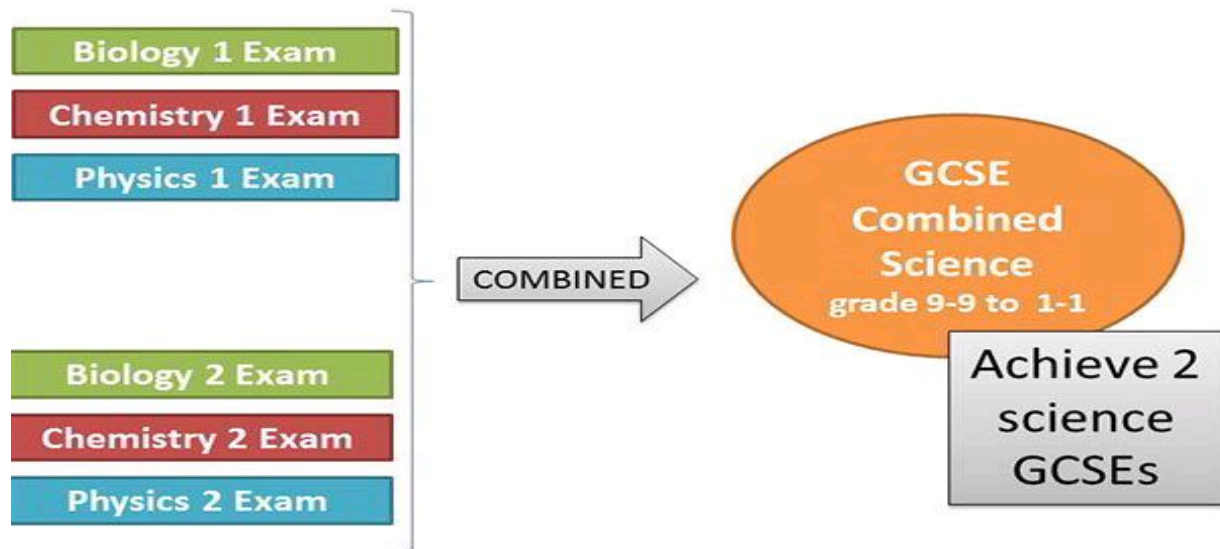 Biology 1 Exam
Chemistry 1 Exam
Physics 1 Exam
Biology 2 Exam
Chemistry 2 Exam
Physics 2 Exam
COMBINED
GCSE
Combined
Science
grade 9-9 to 1-1
Achieve 2
science
GCSEs